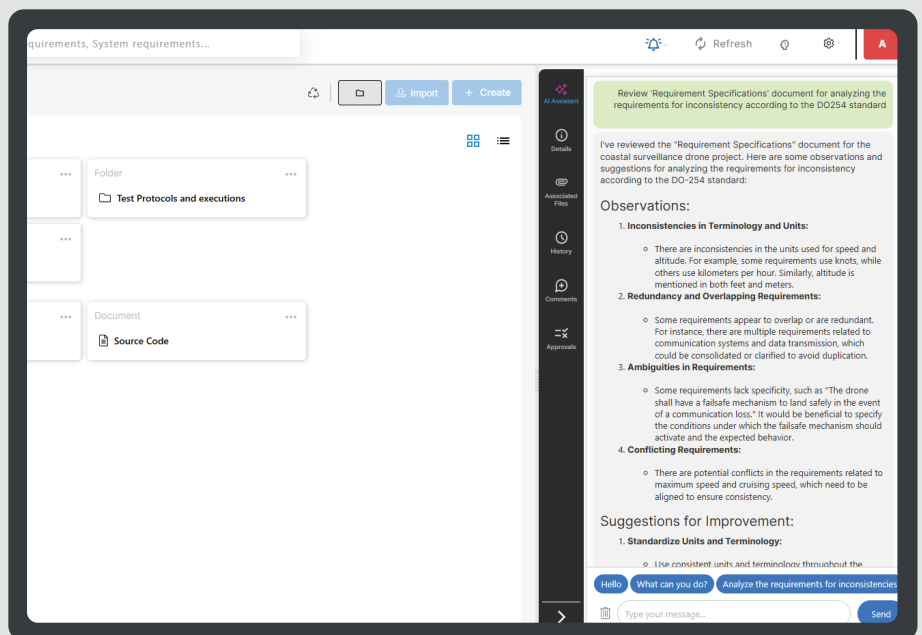 quirements, System requirements...
Refresh
A
Import
+ Create
Folder
Test Protocols and executions
Document
Source Code
AI Assistant
Details
Associated
Files
History
Comments
Approvals
Review 'Requirement Specifications' document for analyzing the
requirements for inconsistency according to the DO254 standard
I've reviewed the "Requirement Specifications" document for the
coastal surveillance drone project. Here are some observations and
suggestions for analyzing the requirements for inconsistency
according to the DO-254 standard:
Observations:
1. Inconsistencies in Terminology and Units:
There are inconsistencies in the units used for speed and
altitude. For example, some requirements use knots, while
others use kilometers per hour. Similarly, altitude is
mentioned in both feet and meters.
2. Redundancy and Overlapping Requirements:
Some requirements appear to overlap or are redundant.
For instance, there are multiple requirements related to
communication systems and data transmission, which
could be consolidated or clarified to avoid duplication.
3. Ambiguities in Requirements:
Some requirements lack specificity, such as "The drone
shall have a failsafe mechanism to land safely in the event
of a communication loss." It would be beneficial to specify
the conditions under which the failsafe mechanism should
activate and the expected behavior.
4. Conflicting Requirements:
There are potential conflicts in the requirements related to
maximum speed and cruising speed, which need to be
aligned to ensure consistency.
Suggestions for Improvement:
1. Standardize Units and Terminology:
Use consistent units and terminology throughout the
Hello
What can you do?
Analyze the requirements for inconsistencies
Type your message...
Send